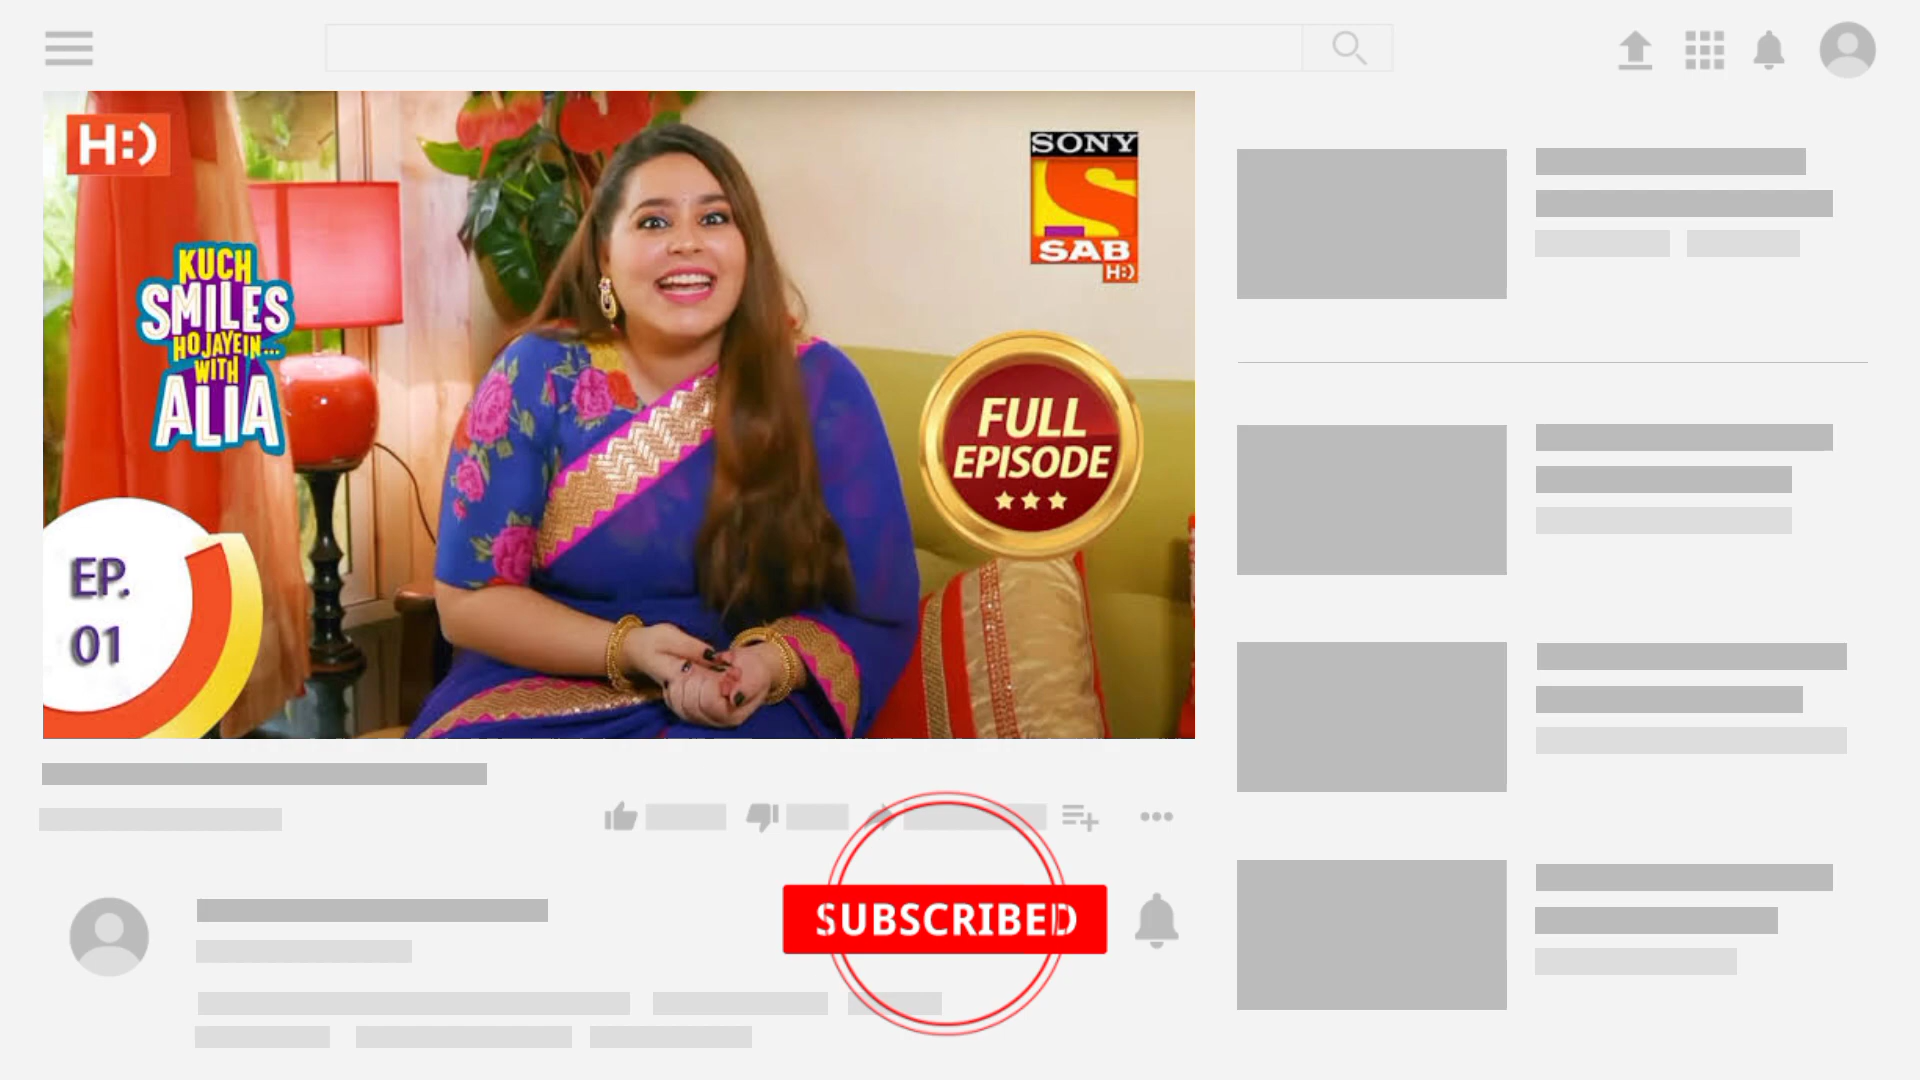 H:)
SONY
S
SAB
H:)
KUCH
SMILES
HO JAYEIN...
WITH
ALIA
FULL
EPISODE
EP.
01
SUBSCRIBED